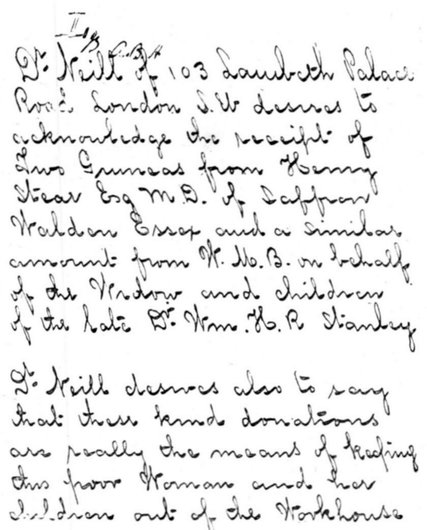 II
Dr Neill of 103 Lambeth Palace
Road London S.W desires to
acknowledge the receipt of
Two Guineas from Henry
Stear Esq M.D. of Saffron
Walden Essex and a similar
amount from W. M. B. on behalf
of the Widow and children
of the late Dr Wm. H. R Stanley
Dr Neill desires also to say
that these kind donations
are really the means of keeping
this poor Woman and her
children out of the Workhouse